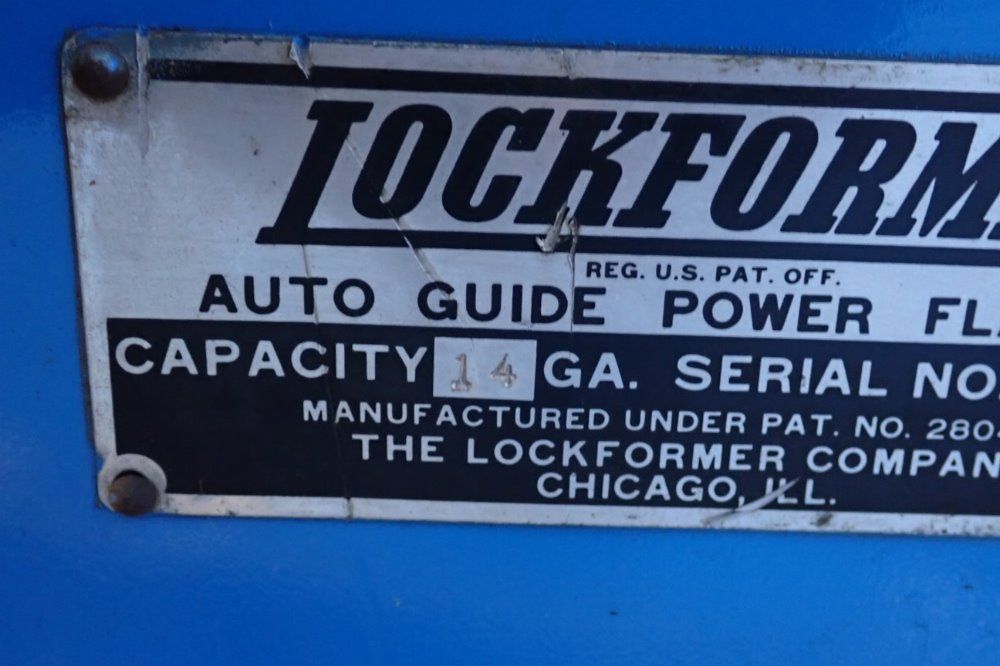 LOCKFORM
REG. U.S. PAT. OFF.
AUTO GUIDE POWER FL
CAPACITY 14 GA. SERIAL NO.
MANUFACTURED UNDER PAT. NO. 280
THE LOCKFORMER COMPAN
CHICAGO, ILL.